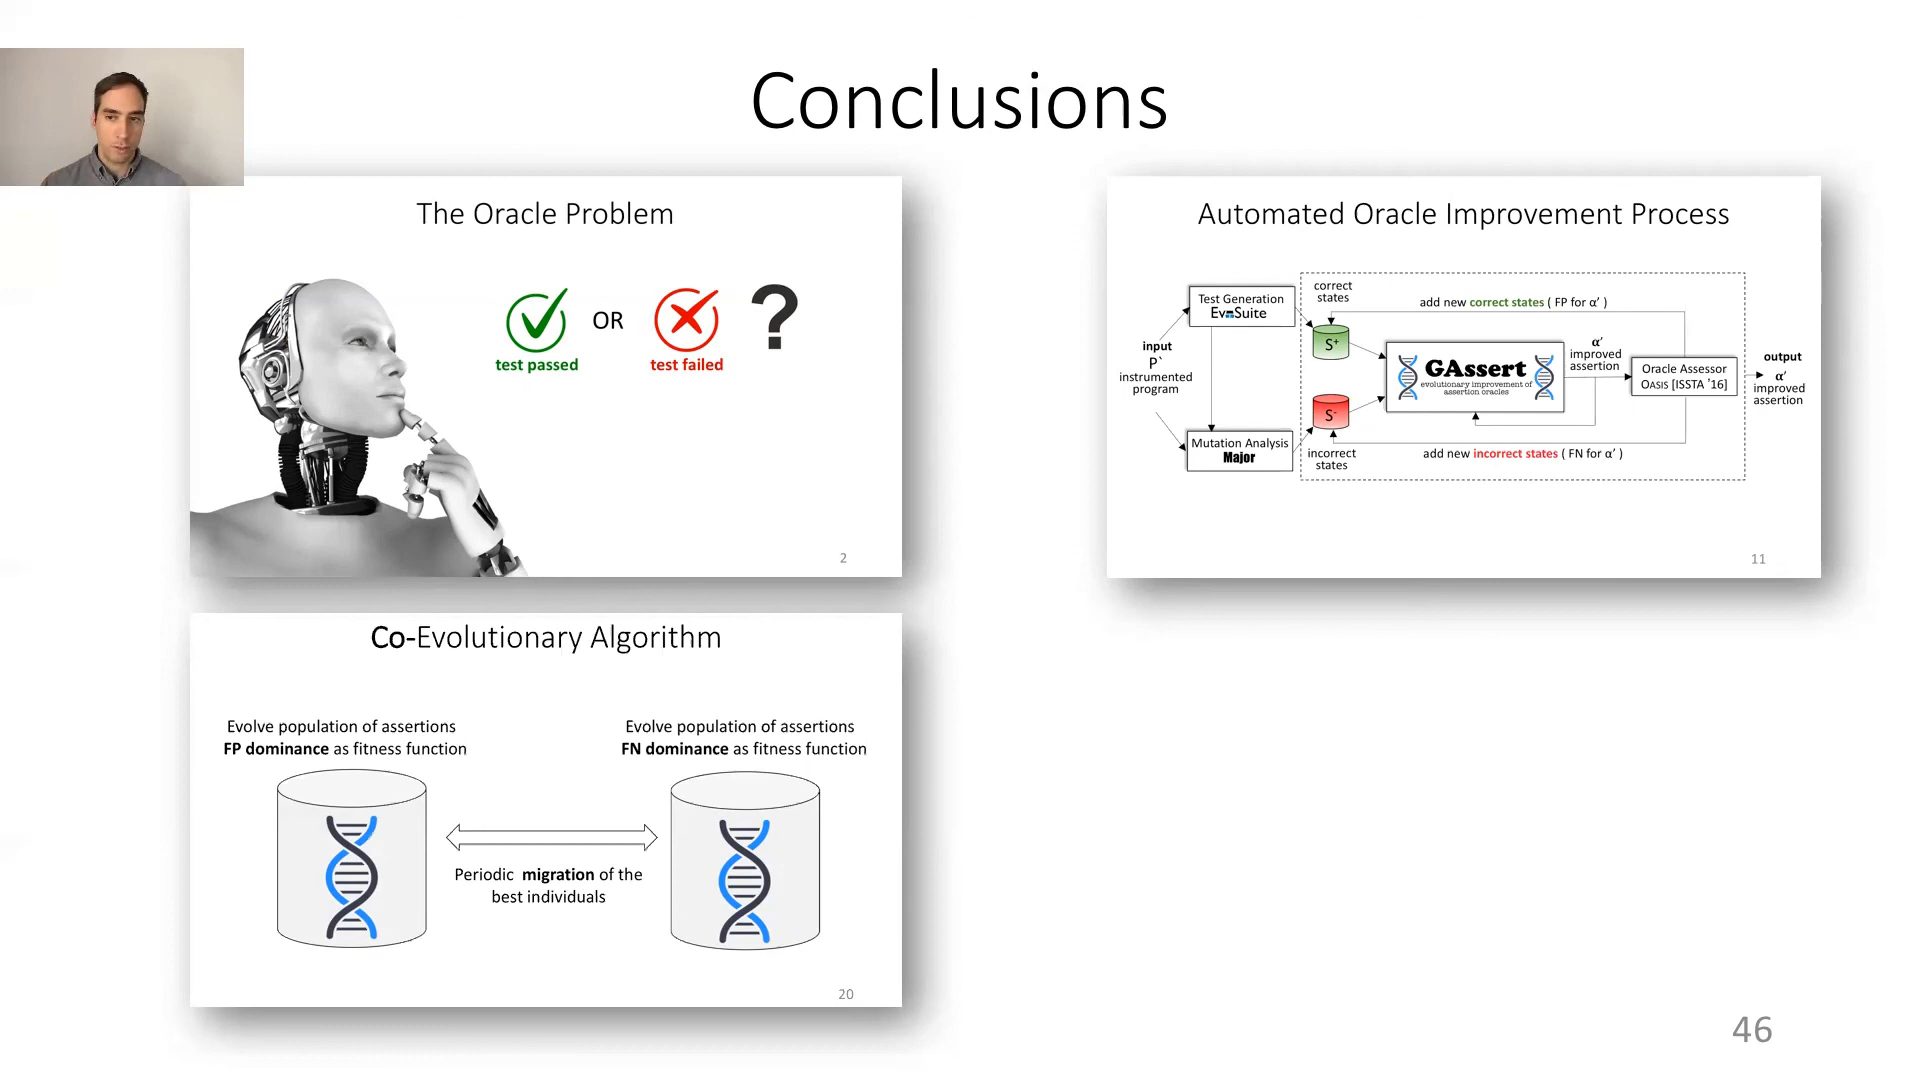 Conclusions
The Oracle Problem
OR
?
test passed
test failed
2
Automated Oracle Improvement Process
input
P`
instrumented
program
Test Generation
EvoSuite
Mutation Analysis
Major
correct
states
S⁺
S⁻
incorrect
states
add new correct states ( FP for α’ )
GAssert
evolutionary improvement of
assertion oracles
α’
improved
assertion
Oracle Assessor
OASIS [ISSTA ’16]
add new incorrect states ( FN for α’ )
output
α’
improved
assertion
11
Co-Evolutionary Algorithm
Evolve population of assertions
FP dominance as fitness function
Evolve population of assertions
FN dominance as fitness function
Periodic migration of the
best individuals
20
46